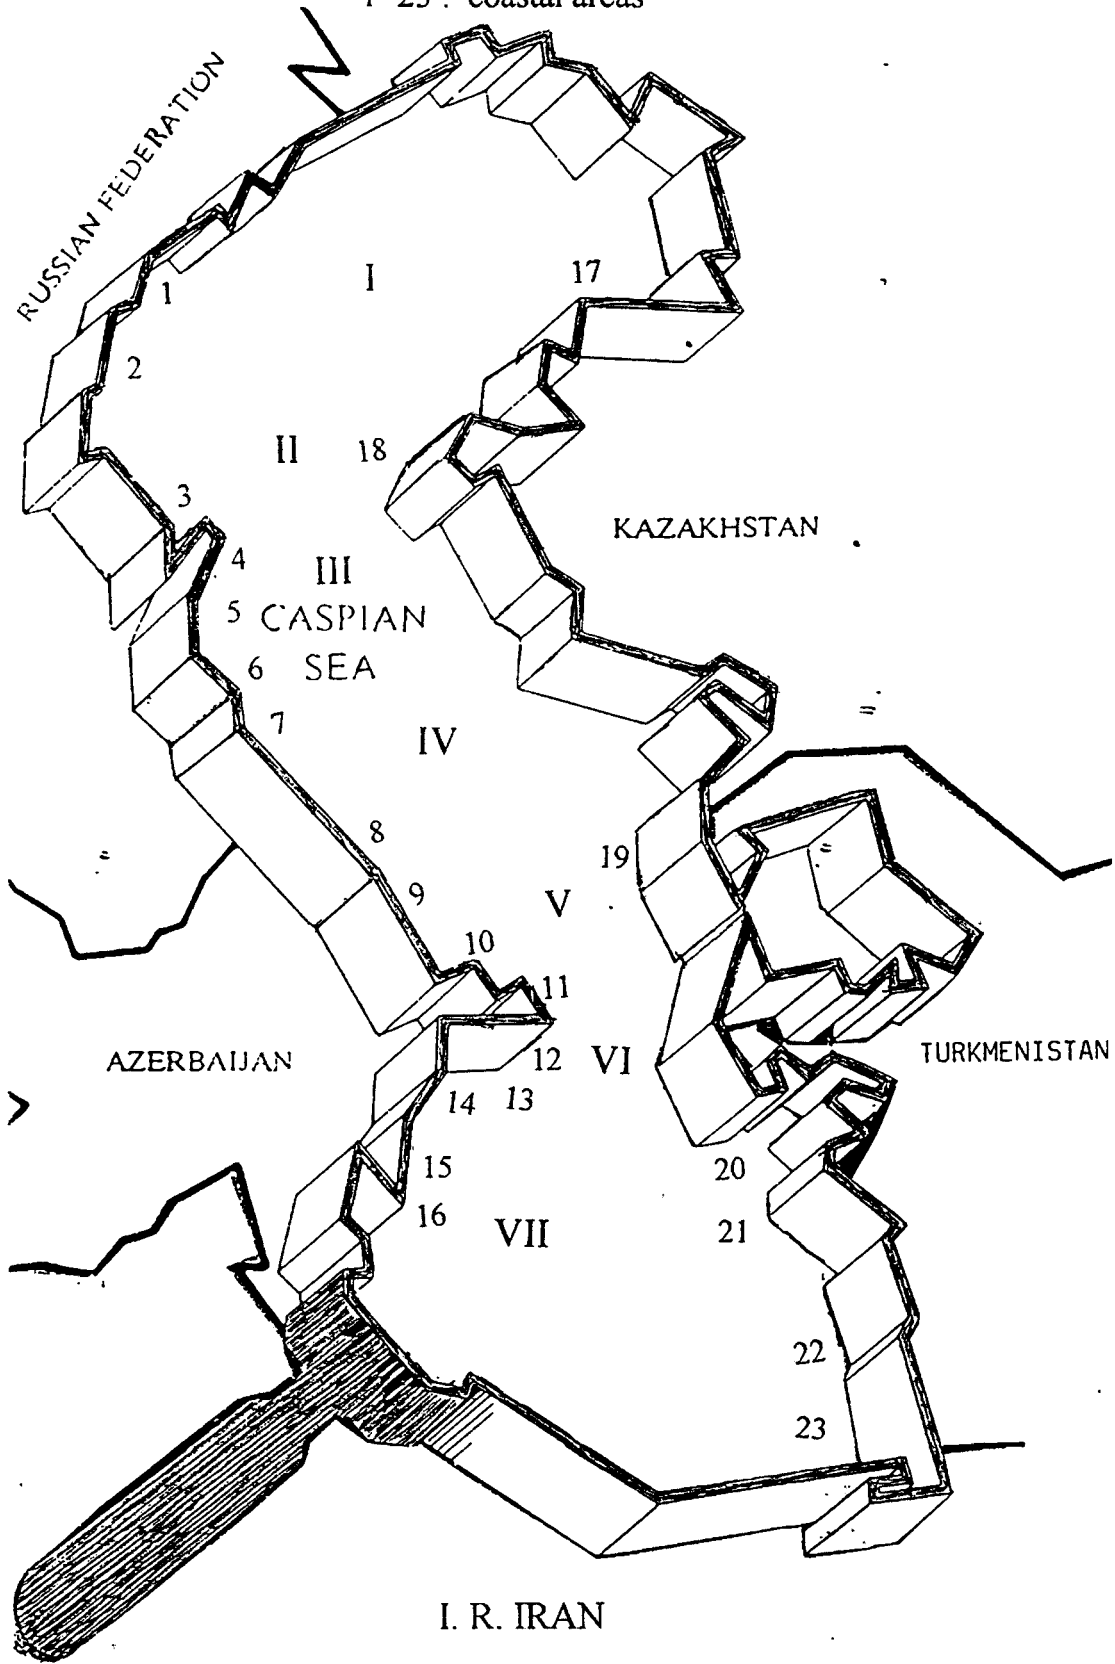 23 : coastal areas
RUSSIAN FEDERATION
I
17
1
2
II
18
3
KAZAKHSTAN
4
III
5
CASPIAN
SEA
6
7
IV
8
19
9
V
10
11
12
VI
AZERBAIJAN
TURKMENISTAN
14
13
15
20
16
VII
21
22
23
I. R. IRAN